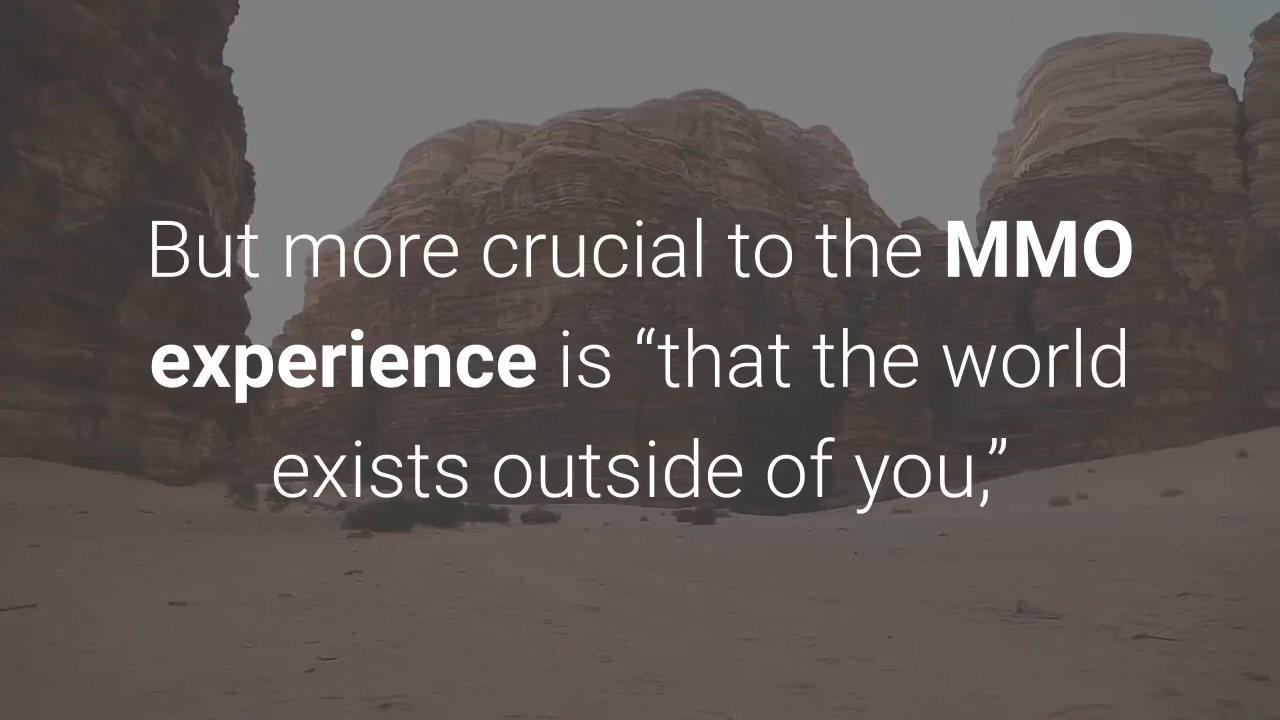 But more crucial to the MMO
experience is “that the world
exists outside of you,”